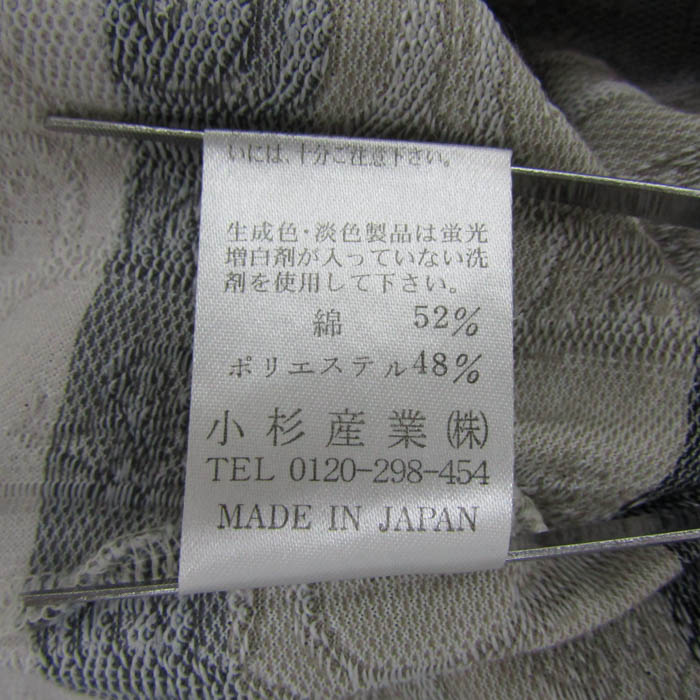 いには、十分ご注意下さい。
生成色・淡色製品は蛍光
増白剤が入っていない洗
剤を使用して下さい。
綿 52%
ポリエステル 48%
小杉産業㈱
TEL 0120-298-454
MADE IN JAPAN